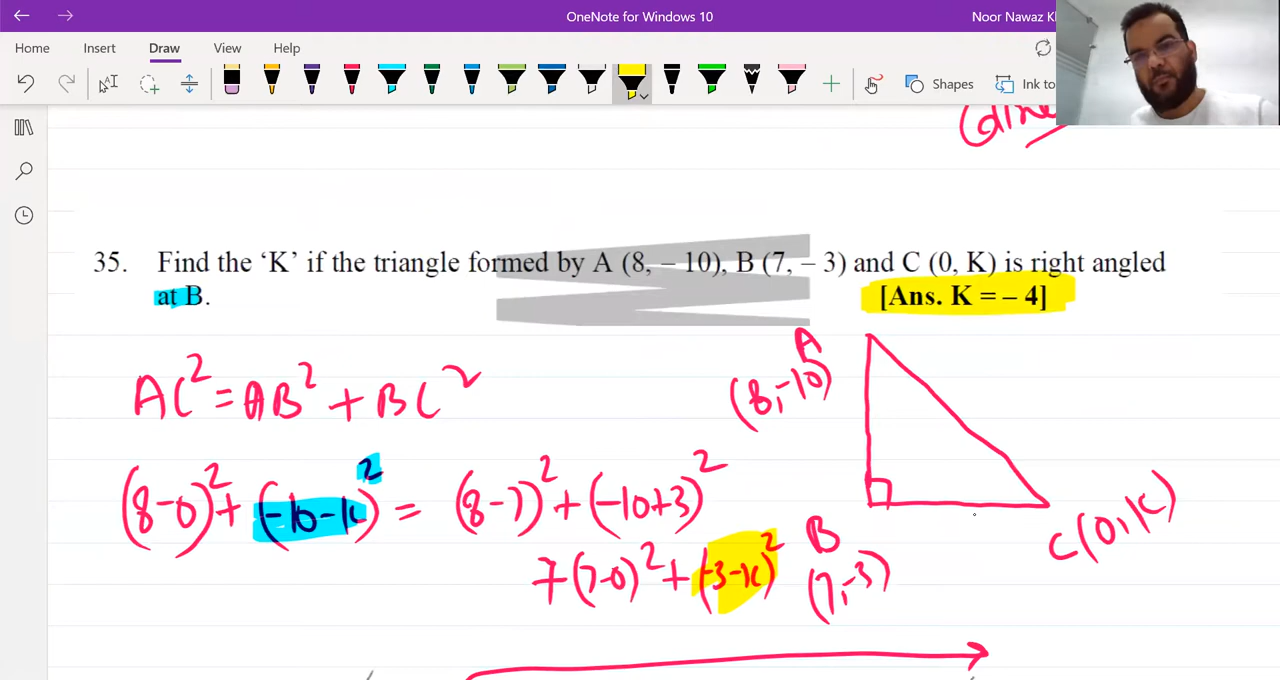 OneNote for Windows 10
Noor Nawaz
Home Insert Draw View Help
Shapes
Ink to
35. Find the ‘K’ if the triangle formed by A (8, – 10), B (7, – 3) and C (0, K) is right angled
at B.
[Ans. K = – 4]
A
(8,-10)
AC² = AB² + BC²
(8-0)² + (-10-k)² = (8-7)² + (-10+3)²
+(7-0)² + (-3-k)²
B
(7,-3)
C(0,k)